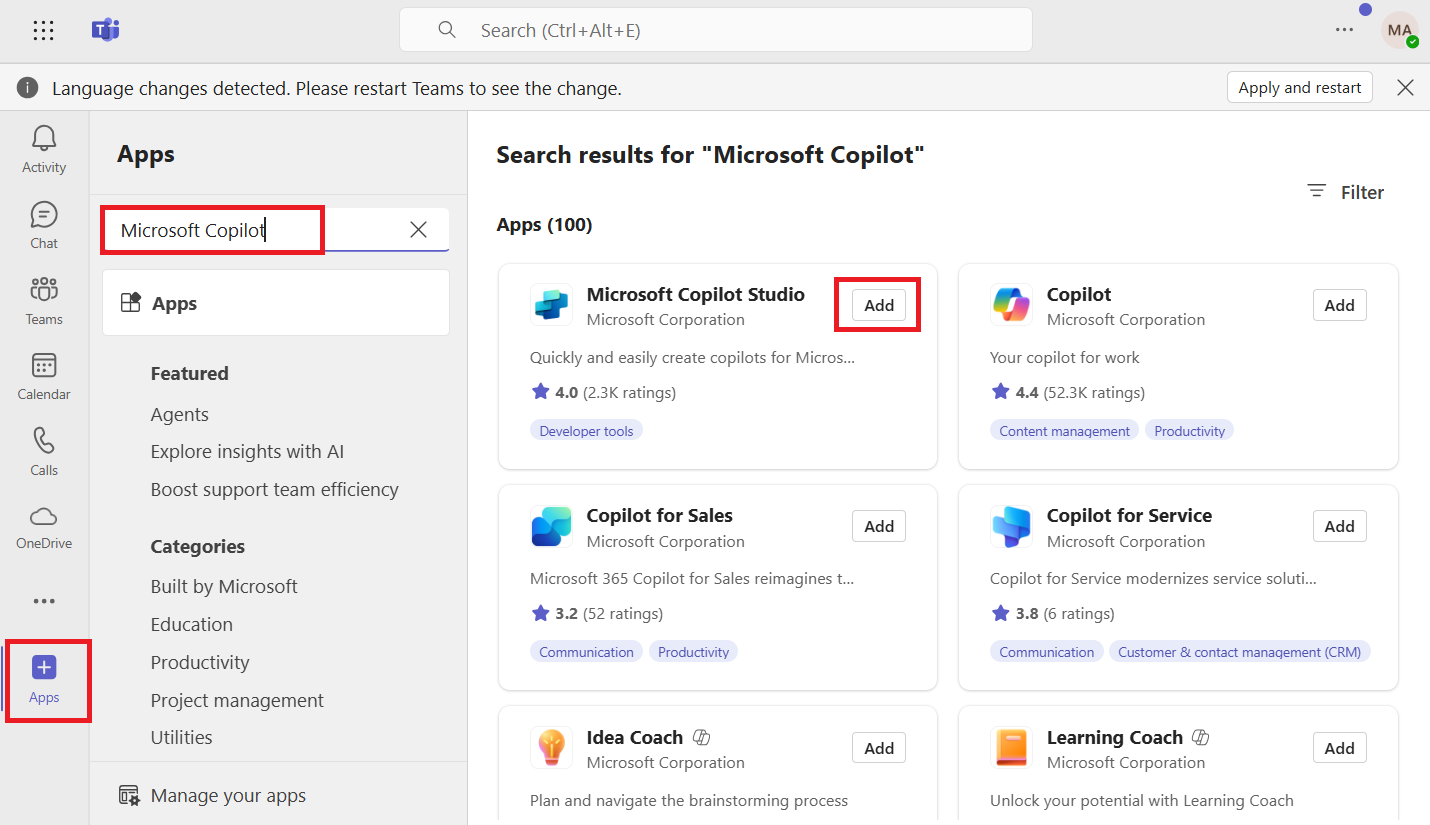 Search (Ctrl+Alt+E)
MA
Language changes detected. Please restart Teams to see the change.
Apply and restart
Activity
Chat
Teams
Calendar
Calls
OneDrive
Apps
Apps
Microsoft Copilot
Apps
Featured
Agents
Explore insights with AI
Boost support team efficiency
Categories
Built by Microsoft
Education
Productivity
Project management
Utilities
Manage your apps
Search results for "Microsoft Copilot"
Filter
Apps (100)
Microsoft Copilot Studio
Microsoft Corporation
Add
Quickly and easily create copilots for Micros...
4.0 (2.3K ratings)
Developer tools
Copilot
Microsoft Corporation
Add
Your copilot for work
4.4 (52.3K ratings)
Content management
Productivity
Copilot for Sales
Microsoft Corporation
Add
Microsoft 365 Copilot for Sales reimagines t...
3.2 (52 ratings)
Communication
Productivity
Copilot for Service
Microsoft Corporation
Add
Copilot for Service modernizes service soluti...
3.8 (6 ratings)
Communication
Customer & contact management (CRM)
Idea Coach
Microsoft Corporation
Add
Plan and navigate the brainstorming process
Learning Coach
Microsoft Corporation
Add
Unlock your potential with Learning Coach